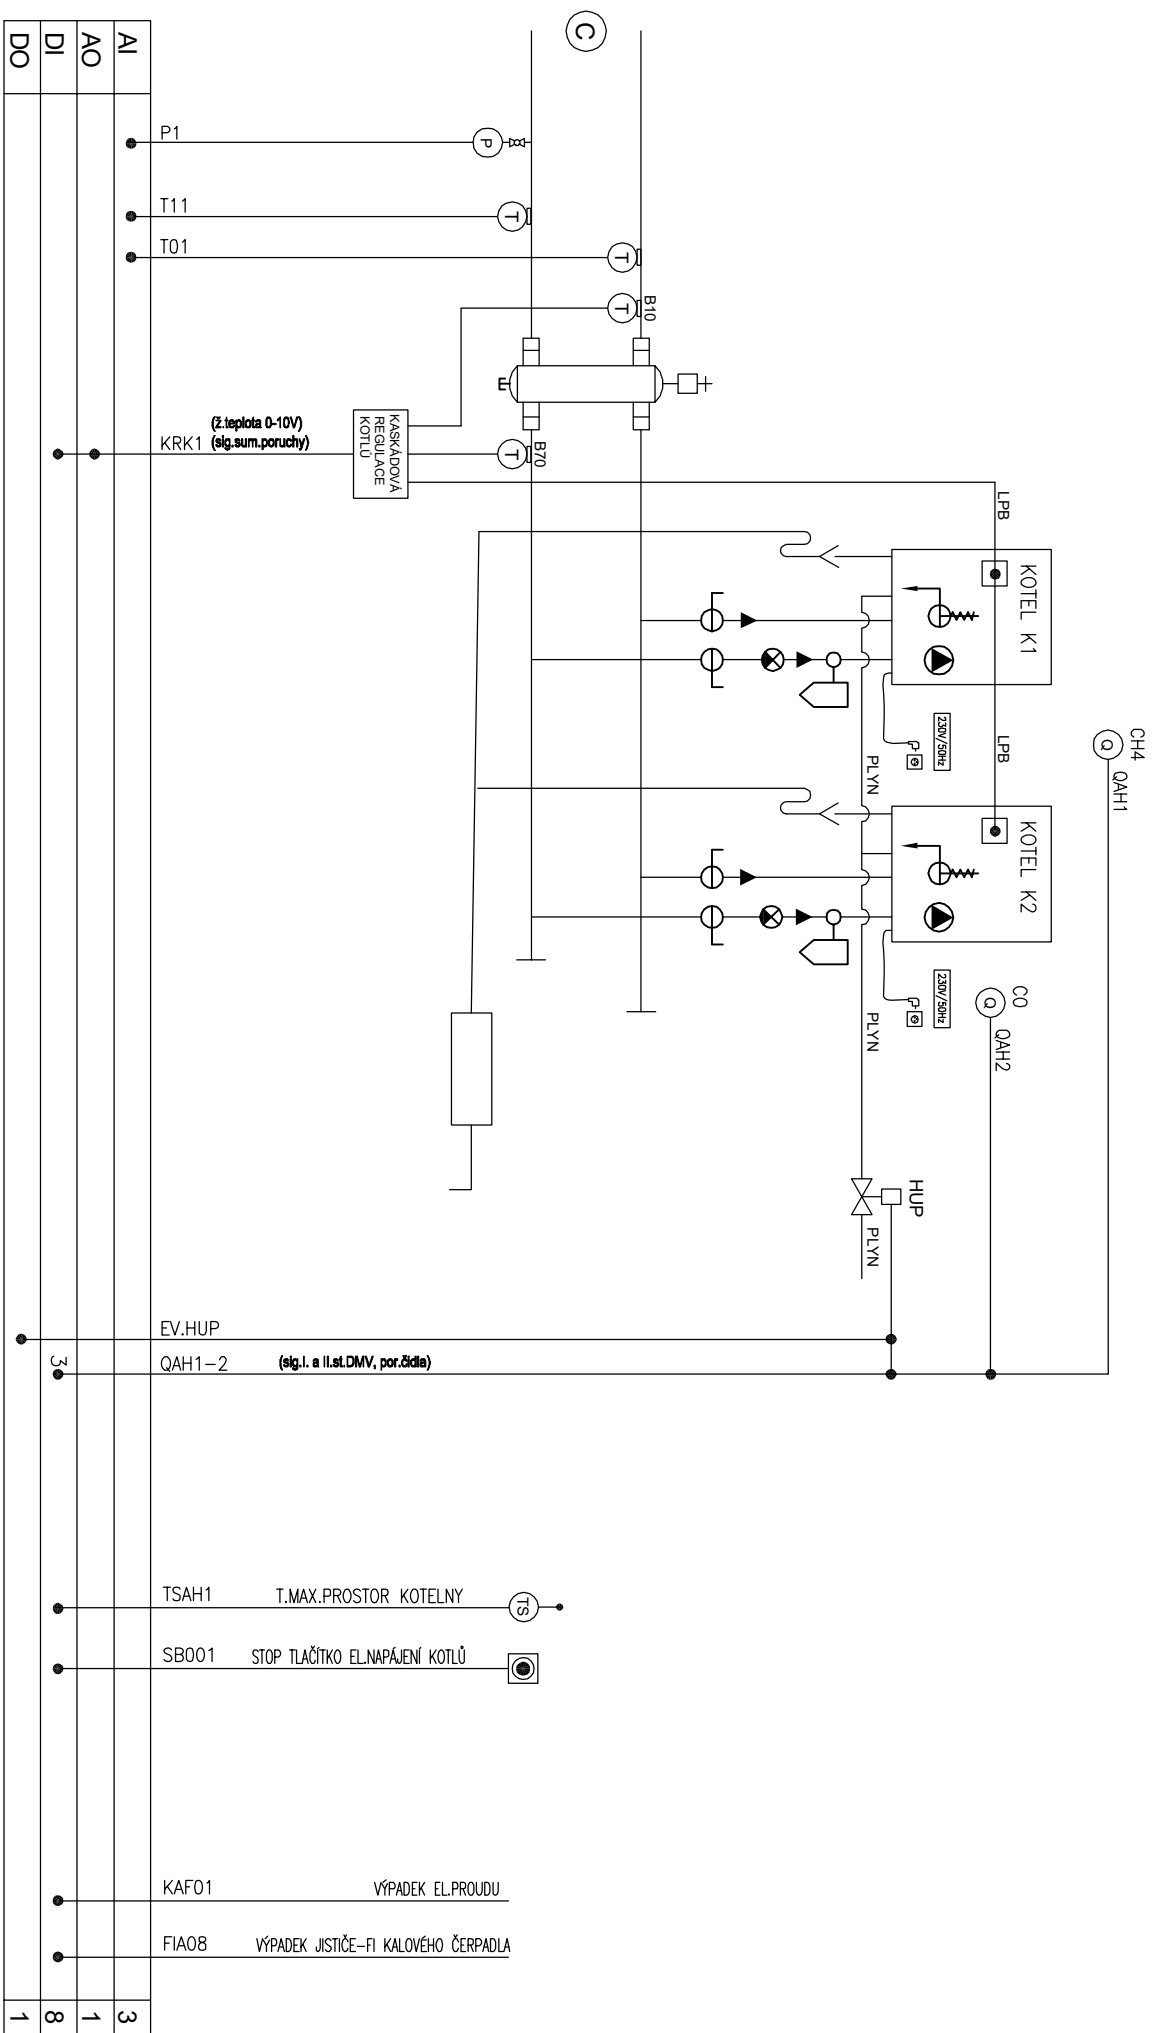 C
AI
AO
DI
DO
P1
P
T11
T
T01
T
T
B10
KRK1
(ž.teplota 0-10V)
(sig.sum.poruchy)
KASKÁDOVÁ
REGULACE
KOTLŮ
T
B70
LPB
KOTEL K1
230V/50Hz
PLYN
LPB
CH4
Q
QAH1
KOTEL K2
230V/50Hz
PLYN
CO
Q
QAH2
HUP
PLYN
EV.HUP
3
QAH1-2
(sig.I. a II.st.DMV, por.čidla)
TSAH1
T.MAX.PROSTOR KOTELNY
TS
SB001
STOP TLAČÍTKO EL.NAPÁJENÍ KOTLŮ
KAF01
VÝPADEK EL.PROUDU
FIA08
VÝPADEK JISTIČE-FI KALOVÉHO ČERPADLA
3
1
8
1